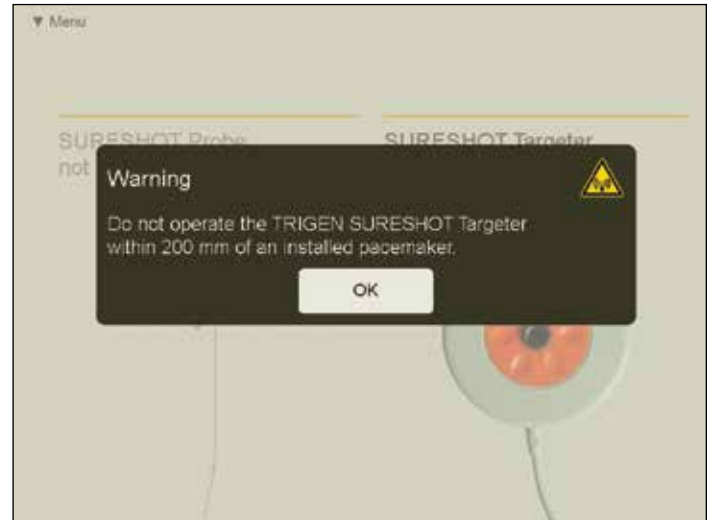 ▼ Menu
SURESHOT Probe
SURESHOT Targeter
not
Warning
Do not operate the TRIGEN SURESHOT Targeter
within 200 mm of an installed pacemaker.
OK